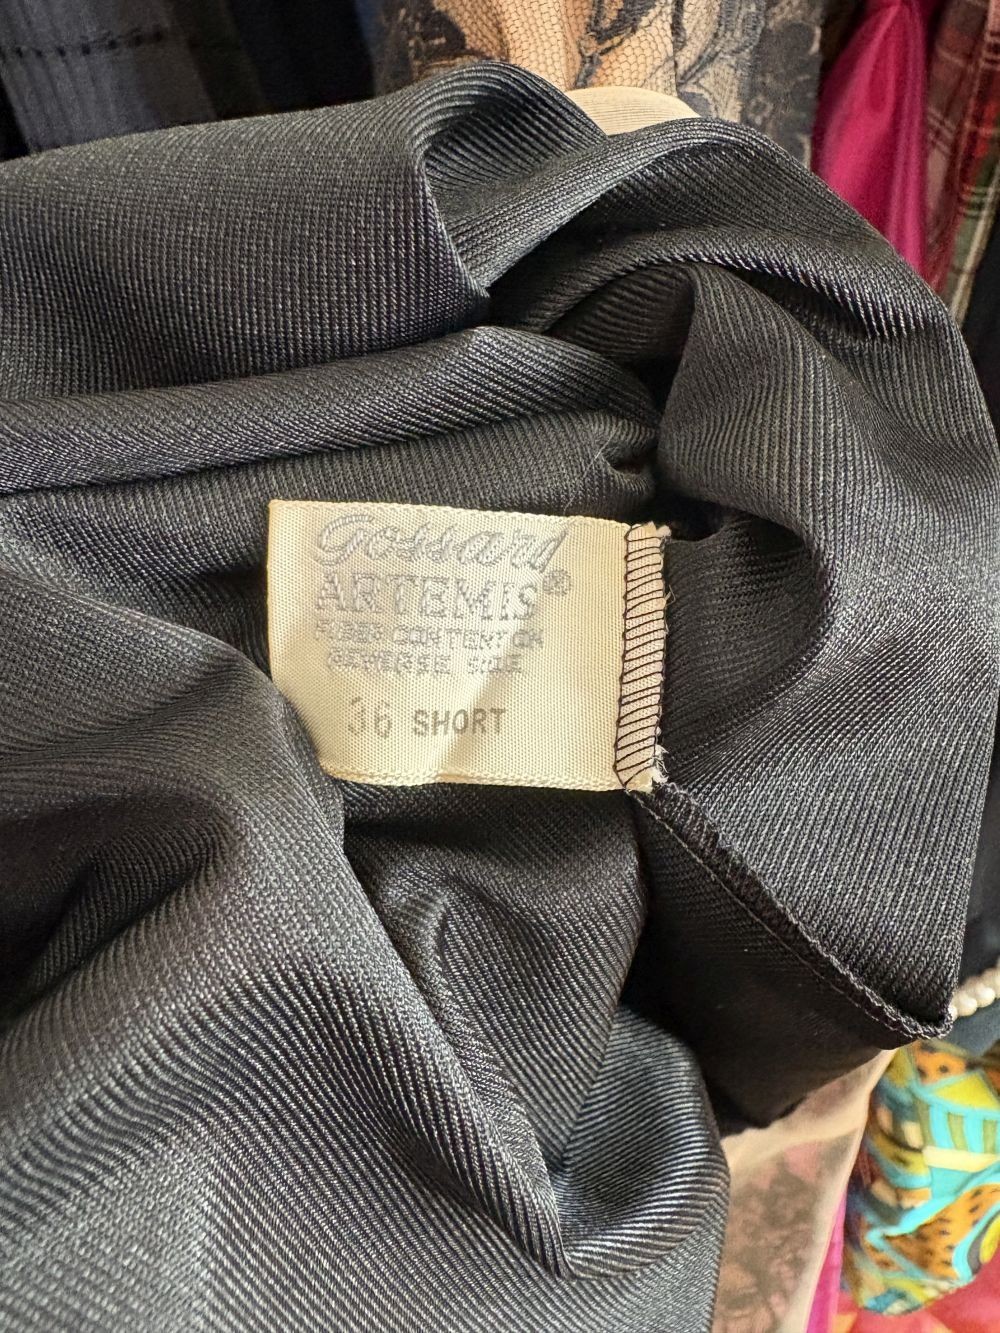 Gossard
ARTEMIS®
FIBER CONTENT ON
REVERSE SIDE
36 SHORT